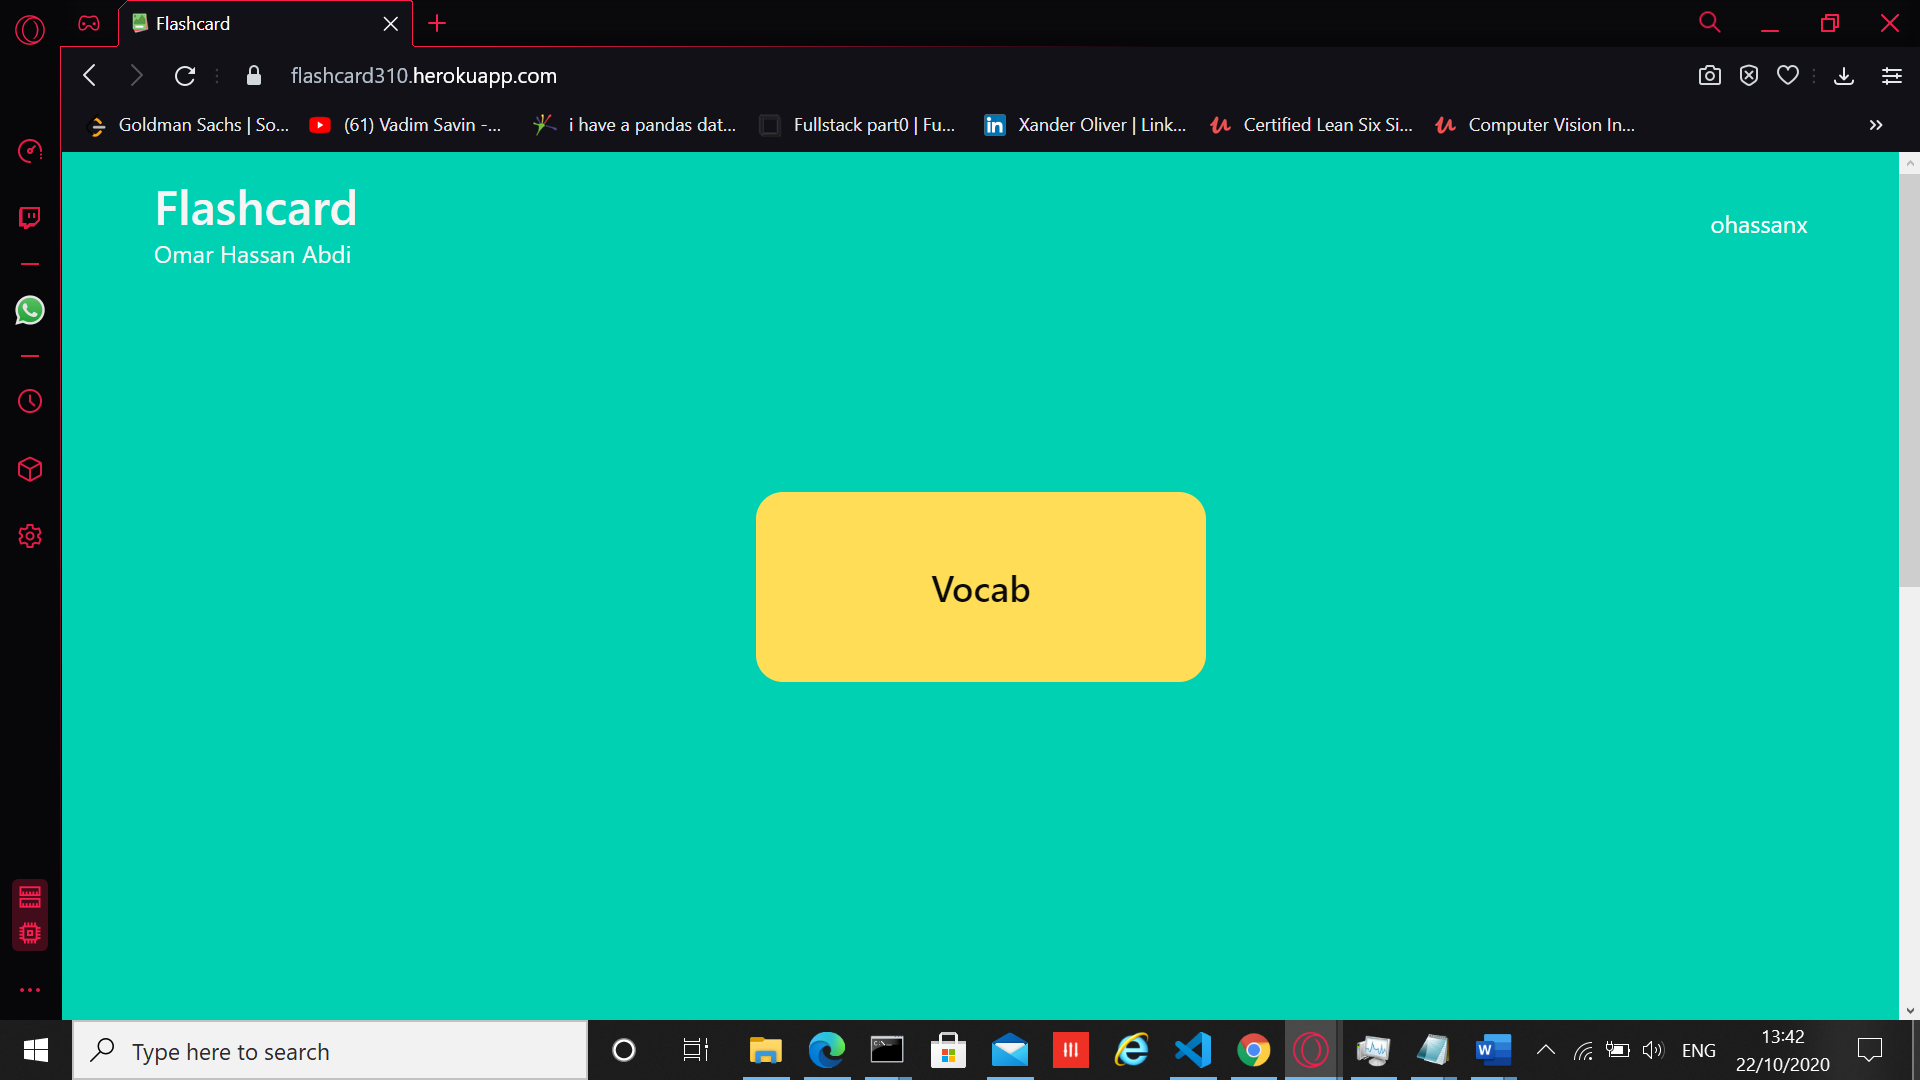 Flashcard
flashcard310.herokuapp.com
Goldman Sachs | So...
(61) Vadim Savin -...
i have a pandas dat...
Fullstack part0 | Fu...
Linkedin
Xander Oliver | Link...
Certified Lean Six Si...
Computer Vision In...
Flashcard
Omar Hassan Abdi
ohassanx
Vocab
Type here to search
ENG
13:42
22/10/2020